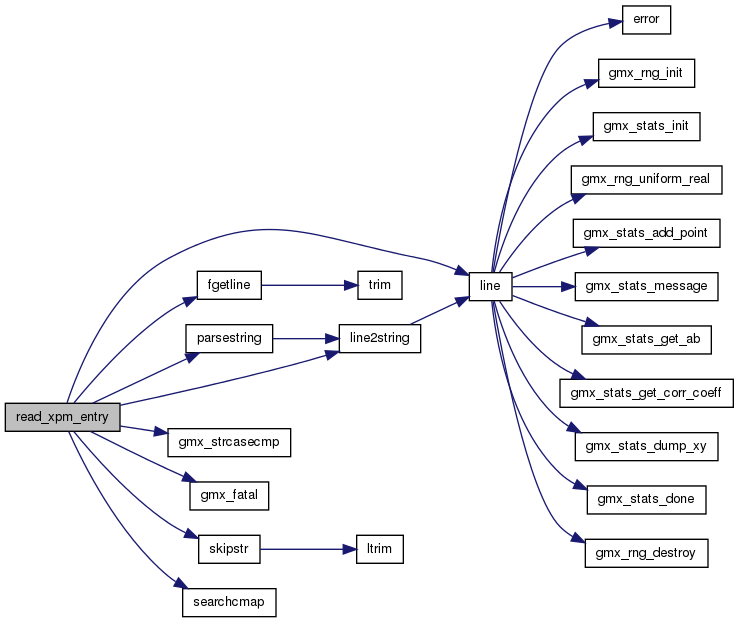 error
gmx_rng_init
gmx_stats_init
gmx_rng_uniform_real
gmx_stats_add_point
fgetline
trim
line
gmx_stats_message
parsestring
line2string
gmx_stats_get_ab
read_xpm_entry
gmx_stats_get_corr_coeff
gmx_strcasecmp
gmx_stats_dump_xy
gmx_fatal
gmx_stats_done
skipstr
ltrim
gmx_rng_destroy
searchcmap